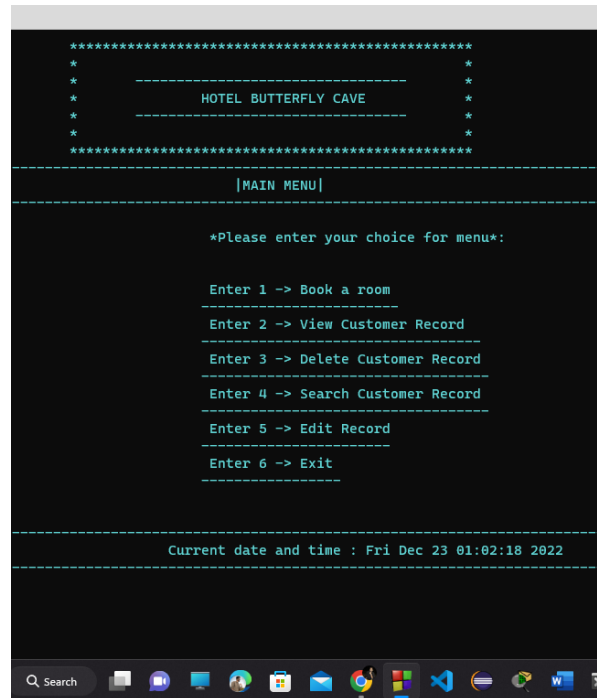 *************************************************
* *
* --------------------------------- *
* HOTEL BUTTERFLY CAVE *
* --------------------------------- *
* *
*************************************************
|MAIN MENU|
*Please enter your choice for menu*:
Enter 1 -> Book a room
------------------------
Enter 2 -> View Customer Record
----------------------------------
Enter 3 -> Delete Customer Record
-----------------------------------
Enter 4 -> Search Customer Record
-----------------------------------
Enter 5 -> Edit Record
-----------------------
Enter 6 -> Exit
-----------------
Current date and time : Fri Dec 23 01:02:18 2022
Search